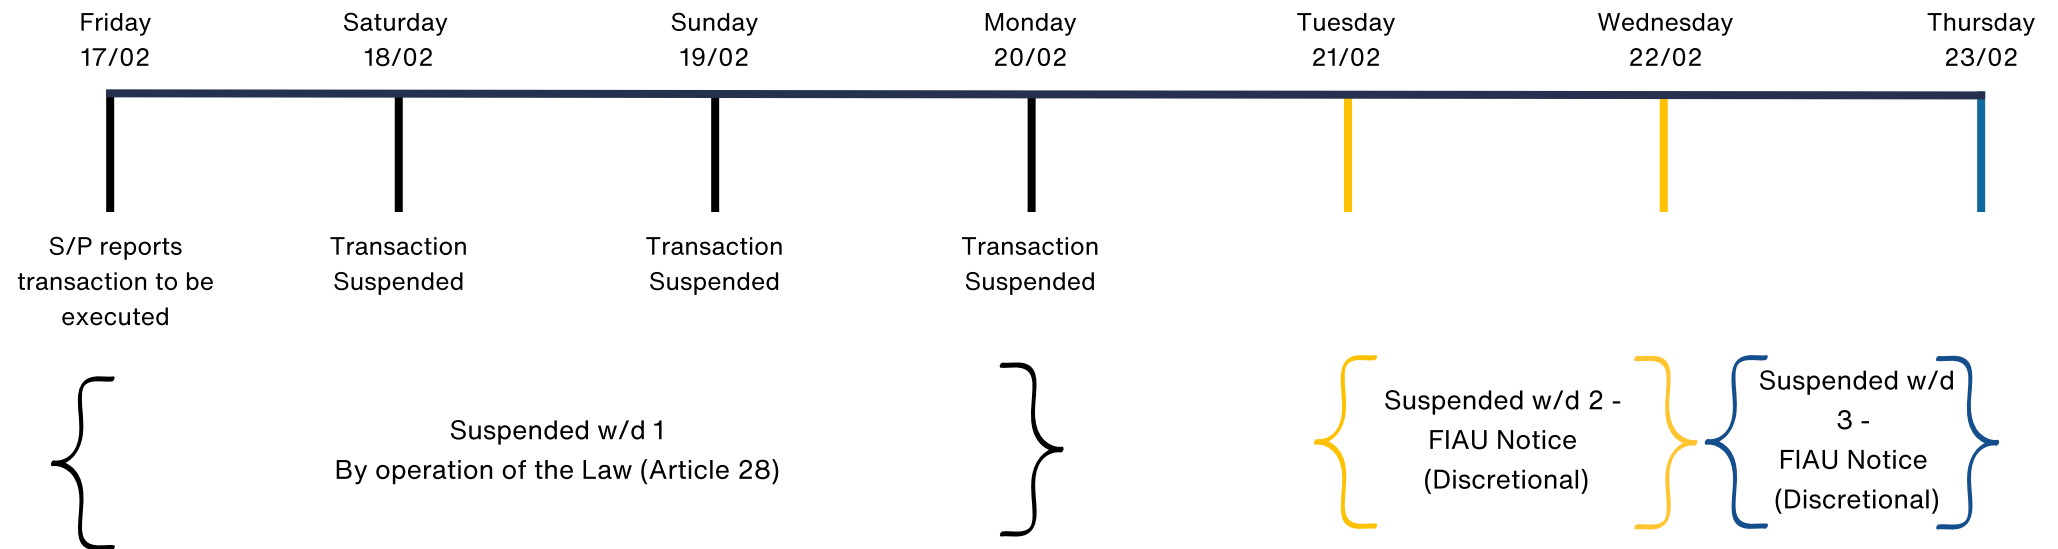 Friday
17/02
Saturday
18/02
Sunday
19/02
Monday
20/02
Tuesday
21/02
Wednesday
22/02
Thursday
23/02
S/P reports
transaction to be
executed
Transaction
Suspended
Transaction
Suspended
Transaction
Suspended
Suspended w/d 1
By operation of the Law (Article 28)
Suspended w/d 2 -
FIAU Notice
(Discretional)
Suspended w/d
3 -
FIAU Notice
(Discretional)